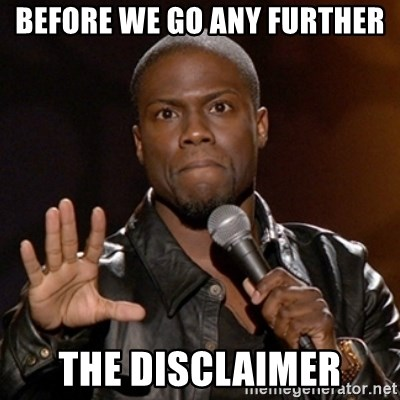 BEFORE WE GO ANY FURTHER
THE DISCLAIMER
memegenerator.net